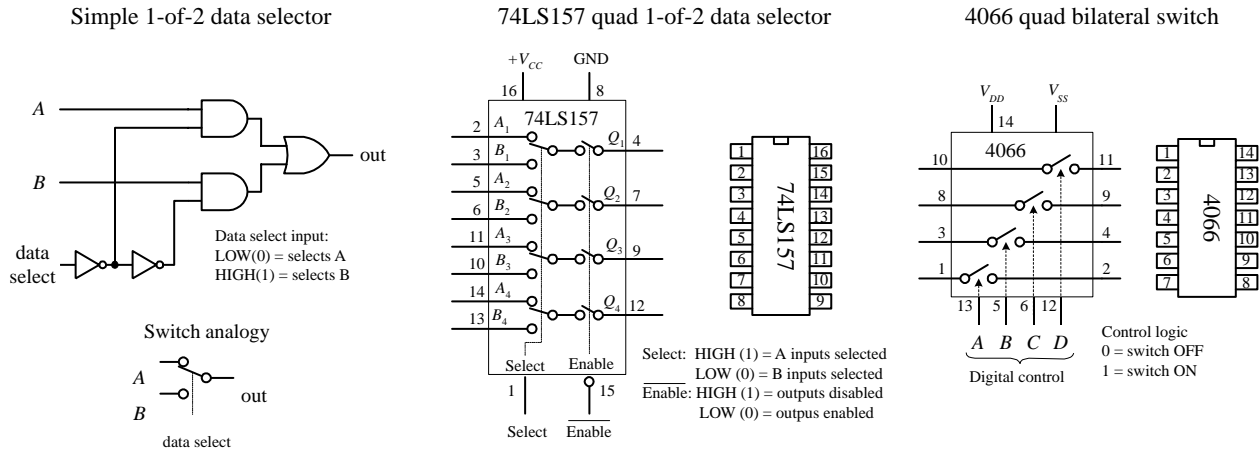 Simple 1-of-2 data selector
A
B
data
select
out
Data select input:
LOW(0) = selects A
HIGH(1) = selects B
Switch analogy
A
B
out
data select
74LS157 quad 1-of-2 data selector
+VCC
GND
16
8
74LS157
2 A1
Q1 4
3 B1
5 A2
Q2 7
6 B2
11 A3
Q3 9
10 B3
14 A4
Q4 12
13 B4
Select
Enable
1
15
Select
Enable
1 16
2 15
3 14
4 13
5 12
6 11
7 10
8 9
74LS157
Select: HIGH (1) = A inputs selected
LOW (0) = B inputs selected
Enable: HIGH (1) = outputs disabled
LOW (0) = outpus enabled
4066 quad bilateral switch
VDD
VSS
14
4066
10 11
8 9
3 4
1 2
13 5 6 12
A B C D
Digital control
1 14
2 13
3 12
4 11
5 10
6 9
7 8
4066
Control logic
0 = switch OFF
1 = switch ON